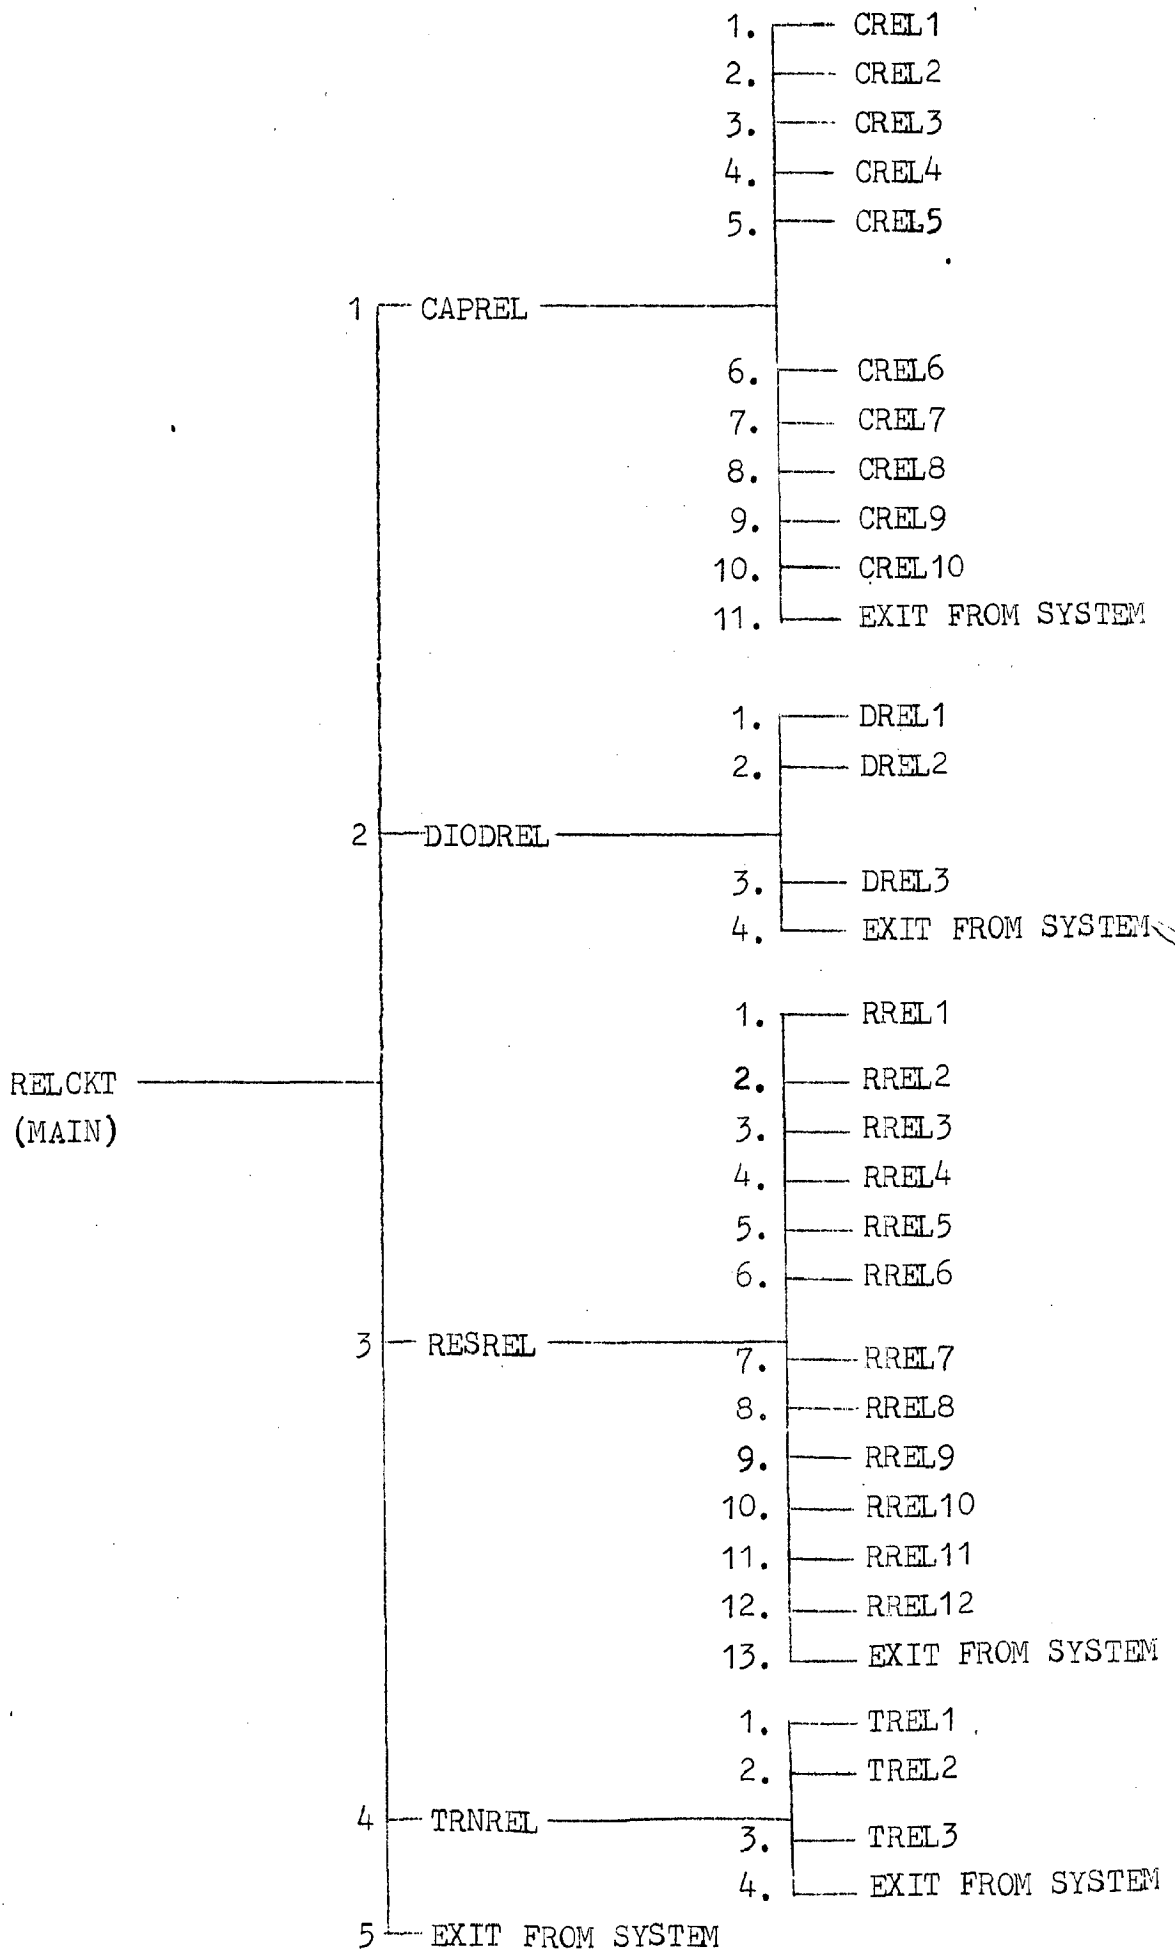 1. CREL1
2. CREL2
3. CREL3
4. CREL4
5. CREL5
1 CAPREL
6. CREL6
7. CREL7
8. CREL8
9. CREL9
10. CREL10
11. EXIT FROM SYSTEM
1. DREL1
2. DREL2
2 DIODREL
3. DREL3
4. EXIT FROM SYSTEM
1. RREL1
RELCKT
(MAIN)
2. RREL2
3. RREL3
4. RREL4
5. RREL5
6. RREL6
3 RESREL
7. RREL7
8. RREL8
9. RREL9
10. RREL10
11. RREL11
12. RREL12
13. EXIT FROM SYSTEM
1. TREL1
2. TREL2
4 TRNREL
3. TREL3
4. EXIT FROM SYSTEM
5 EXIT FROM SYSTEM